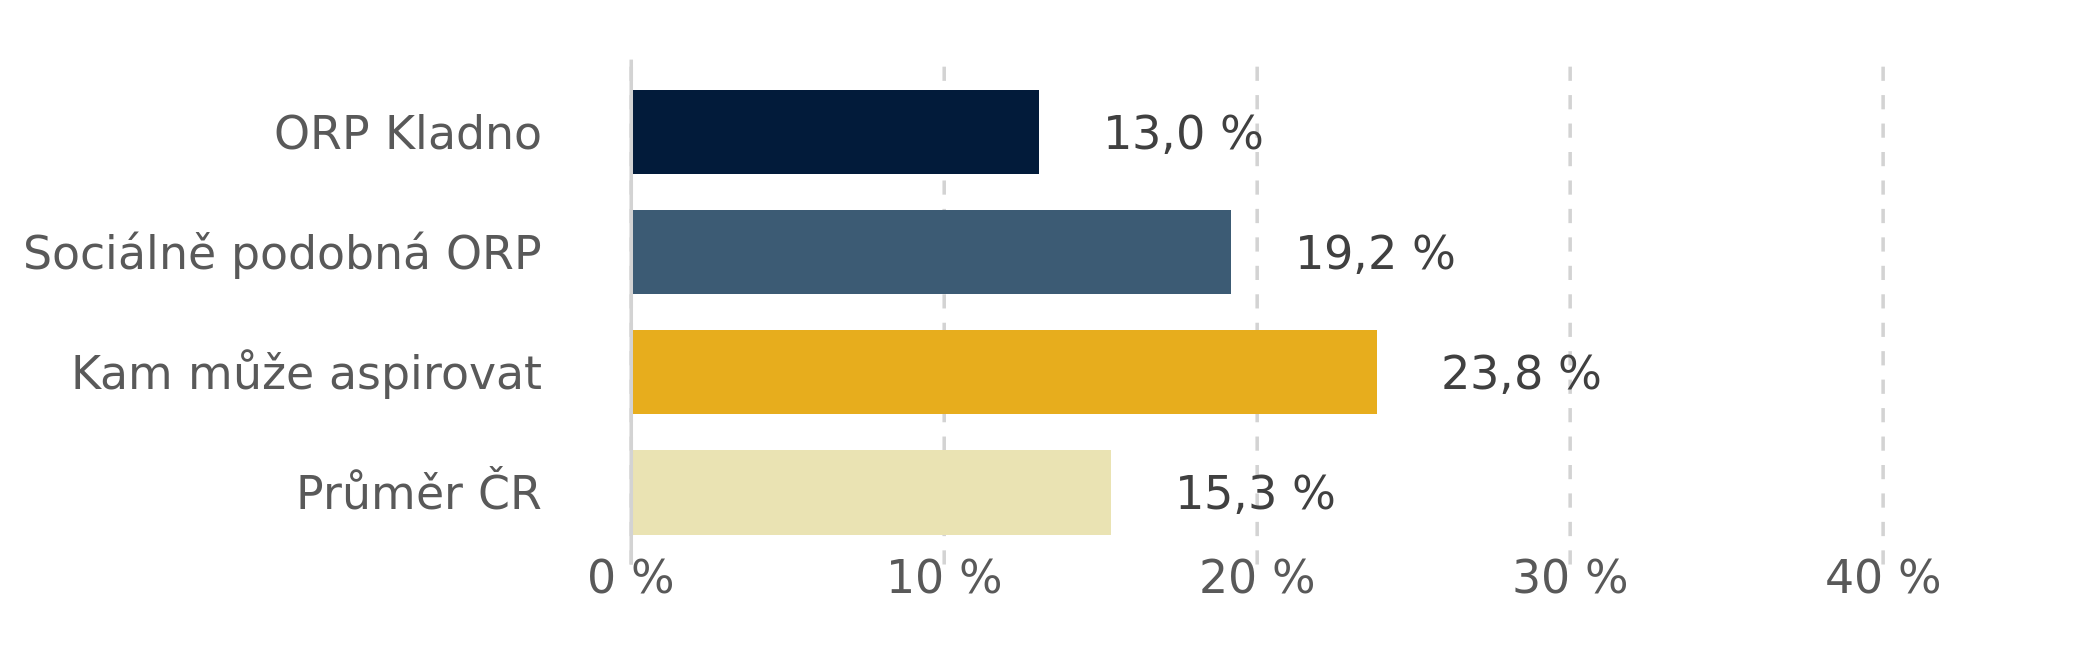 ORP Kladno 13,0 %
Sociálně podobná ORP 19,2 %
Kam může aspirovat 23,8 %
Průměr ČR 15,3 %
0 % 10 % 20 % 30 % 40 %